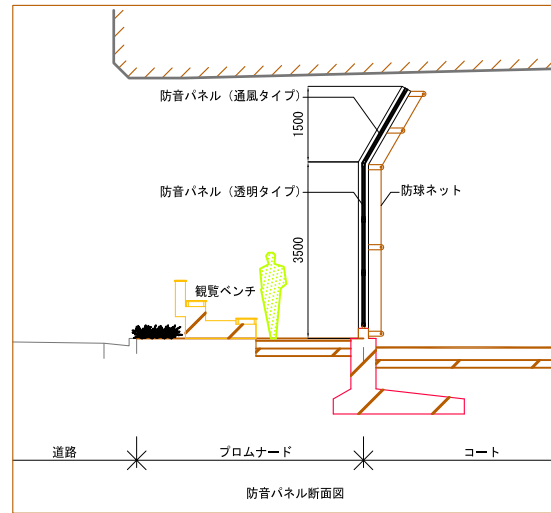 防音パネル（通風タイプ）
1500
防音パネル（透明タイプ）
防球ネット
3500
観覧ベンチ
道路
プロムナード
コート
防音パネル断面図